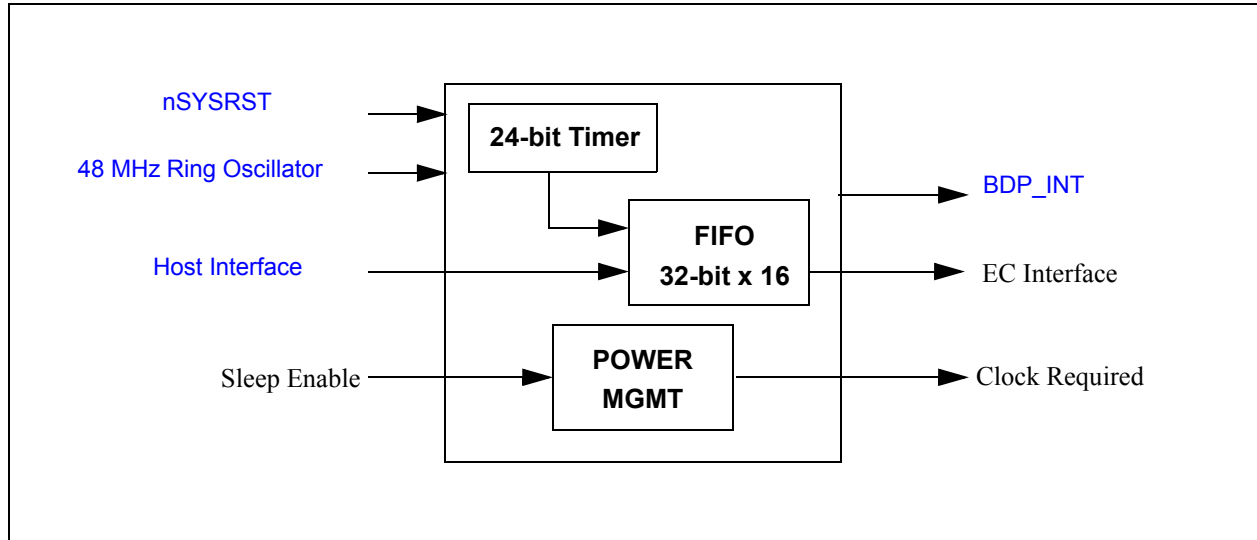 nSYSRST
24-bit Timer
48 MHz Ring Oscillator
BDP_INT
FIFO
32-bit x 16
Host Interface
EC Interface
POWER
MGMT
Sleep Enable
Clock Required